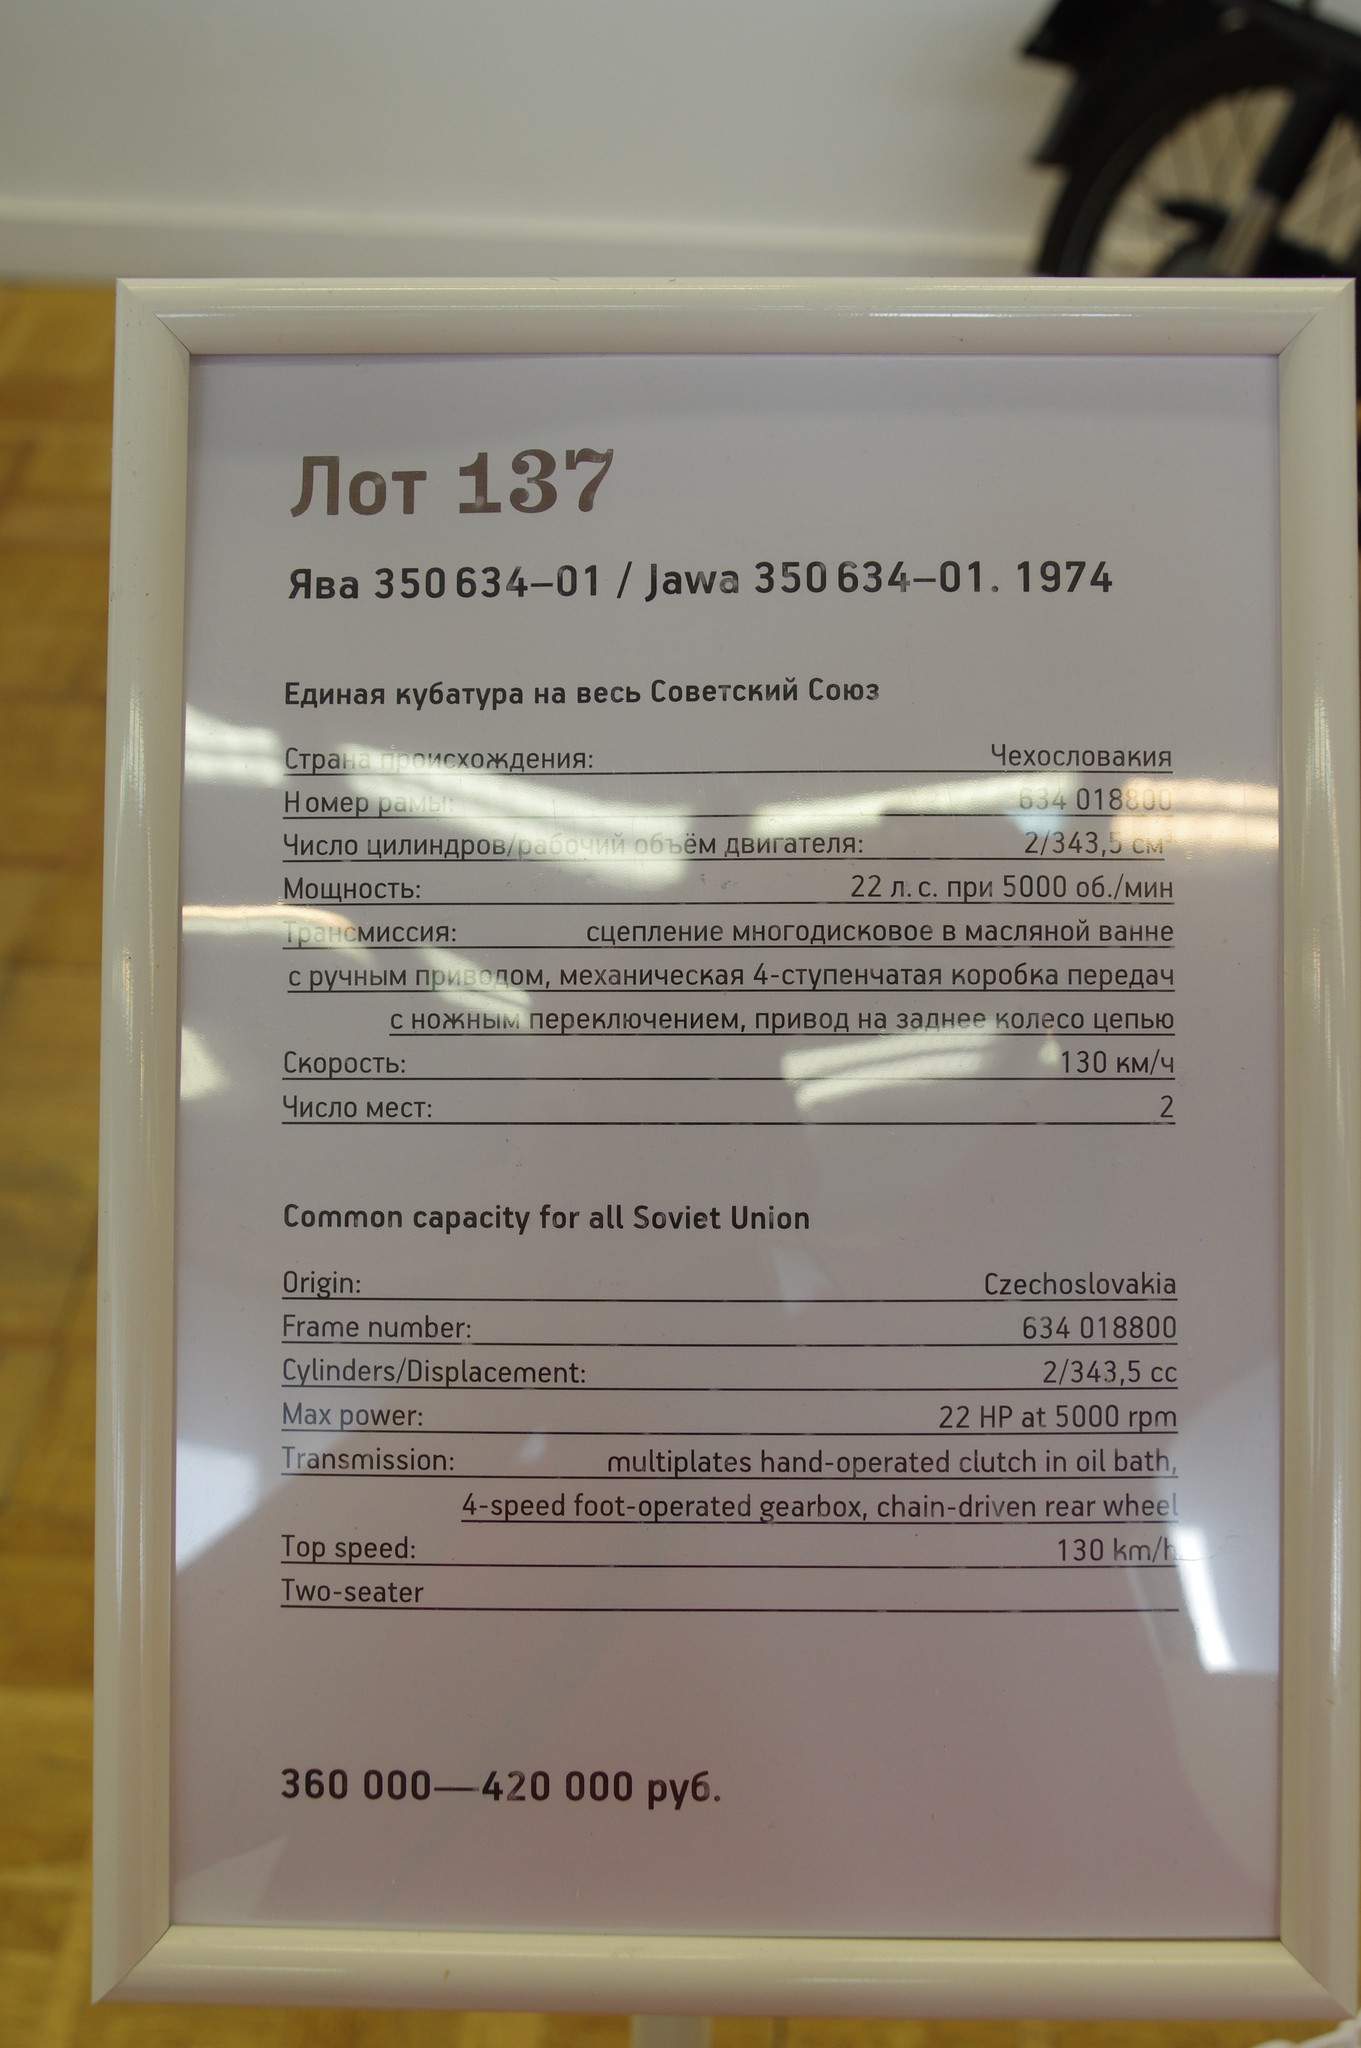 Лот 137
Ява 350 634–01 / Jawa 350 634–01. 1974
Единая кубатура на весь Советский Союз
Страна происхождения: Чехословакия
Номер рамы: 634 018800
Число цилиндров/рабочий объём двигателя: 2/343,5 см³
Мощность: 22 л. с. при 5000 об./мин
Трансмиссия: сцепление многодисковое в масляной ванне
с ручным приводом, механическая 4-ступенчатая коробка передач
с ножным переключением, привод на заднее колесо цепью
Скорость: 130 км/ч
Число мест: 2
Common capacity for all Soviet Union
Origin: Czechoslovakia
Frame number: 634 018800
Cylinders/Displacement: 2/343,5 cc
Max power: 22 HP at 5000 rpm
Transmission: multiplates hand-operated clutch in oil bath,
4-speed foot-operated gearbox, chain-driven rear wheel
Top speed: 130 km/h
Two-seater
360 000—420 000 руб.